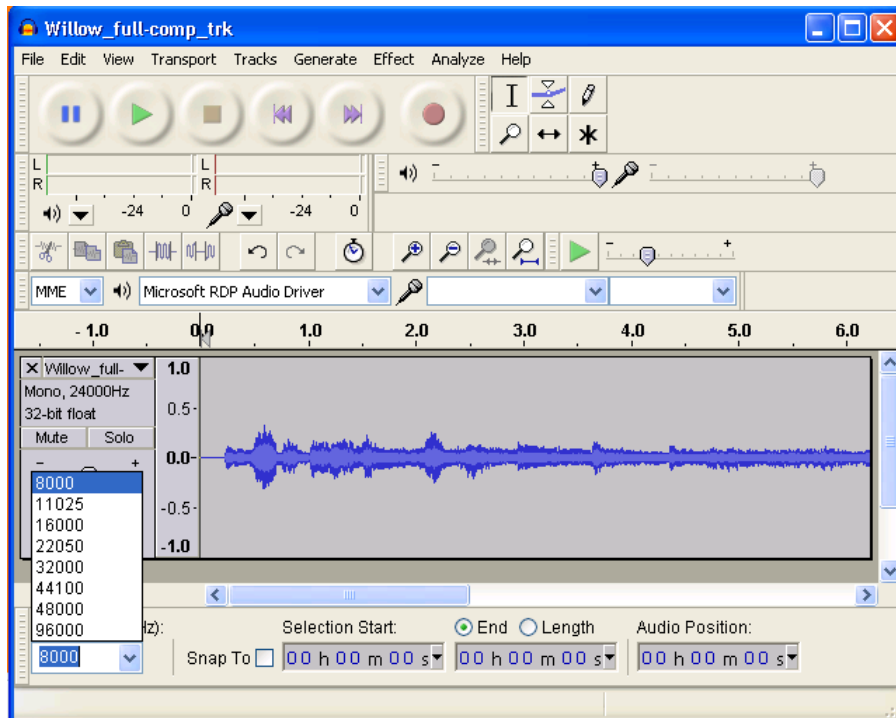 Willow_full-comp_trk
File Edit View Transport Tracks Generate Effect Analyze Help
L
R
L
R
-24 0
-24 0
MME
Microsoft RDP Audio Driver
- 1.0 0.0 1.0 2.0 3.0 4.0 5.0 6.0
Willow_full-
Mono, 24000Hz
32-bit float
Mute Solo
- +
1.0
0.5
0.0
-0.5
-1.0
8000
11025
16000
22050
32000
44100
48000
96000
Hz):
8000
Snap To
Selection Start:
End Length
Audio Position:
00 h 00 m 00 s
00 h 00 m 00 s
00 h 00 m 00 s